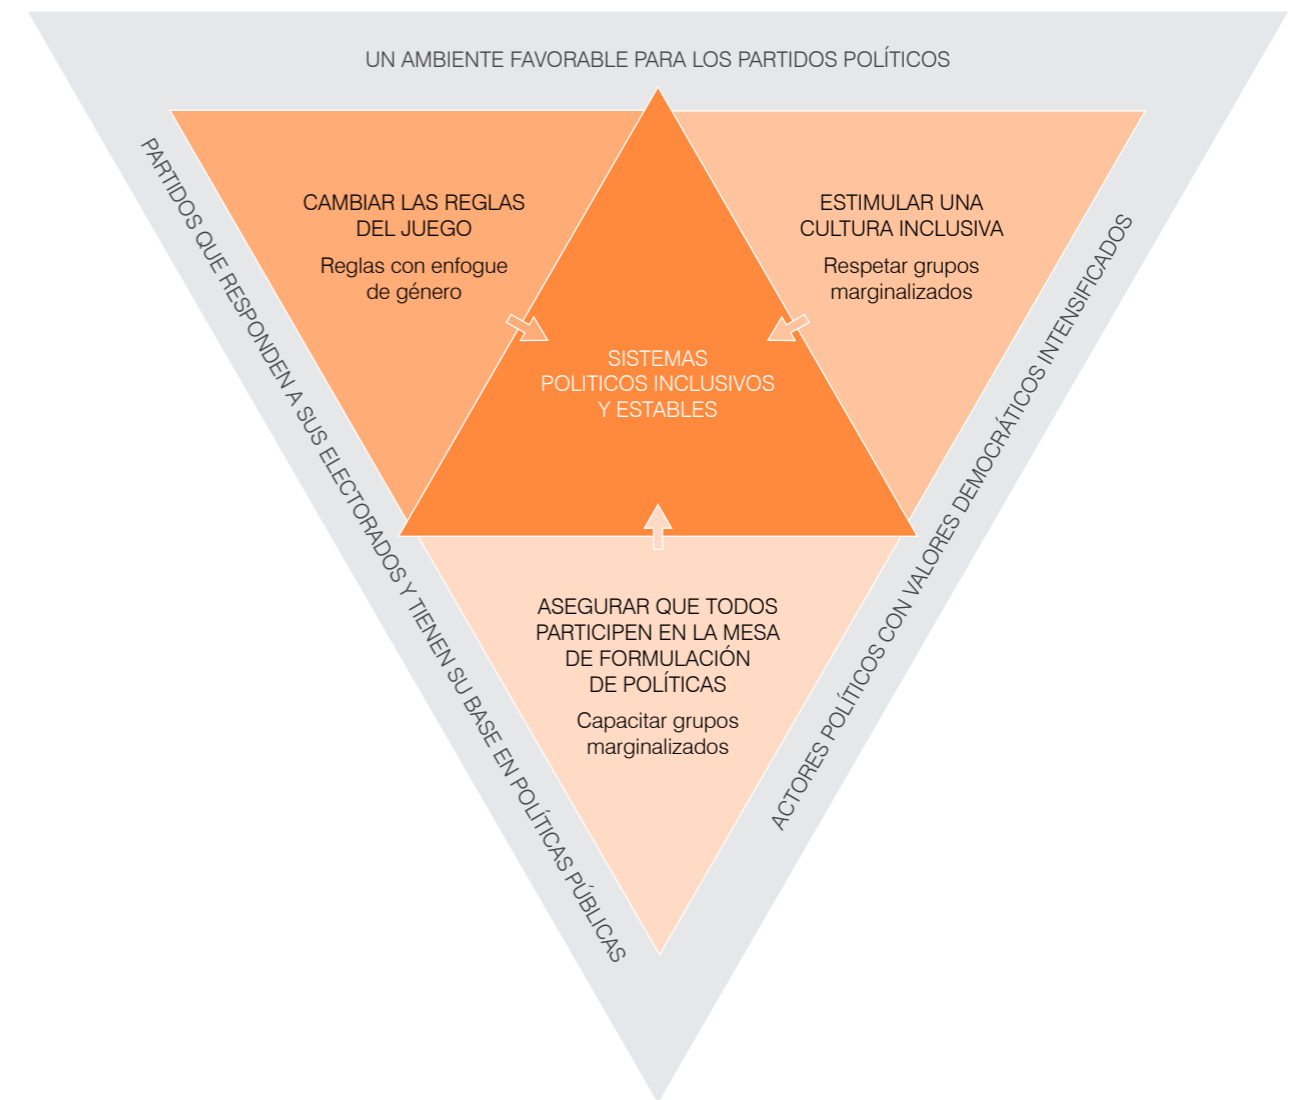 UN AMBIENTE FAVORABLE PARA LOS PARTIDOS POLÍTICOS
PARTIDOS QUE RESPONDEN A SUS ELECTORADOS Y TIENEN SU BASE EN POLÍTICAS PÚBLICAS
CAMBIAR LAS REGLAS
DEL JUEGO
Reglas con enfogue
de género
ESTIMULAR UNA
CULTURA INCLUSIVA
Respetar grupos
marginalizados
ACTORES POLÍTICOS CON VALORES DEMOCRÁTICOS INTENSIFICADOS
SISTEMAS
POLITICOS INCLUSIVOS
Y ESTABLES
ASEGURAR QUE TODOS
PARTICIPEN EN LA MESA
DE FORMULACIÓN
DE POLÍTICAS
Capacitar grupos
marginalizados